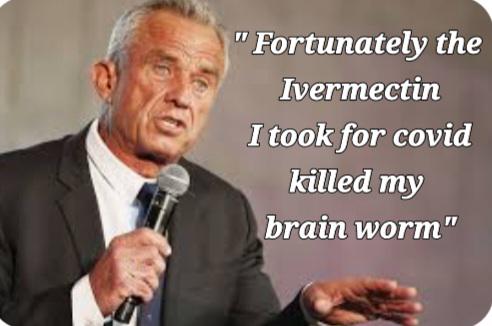 " Fortunately the
Ivermectin
I took for covid
killed my
brain worm"